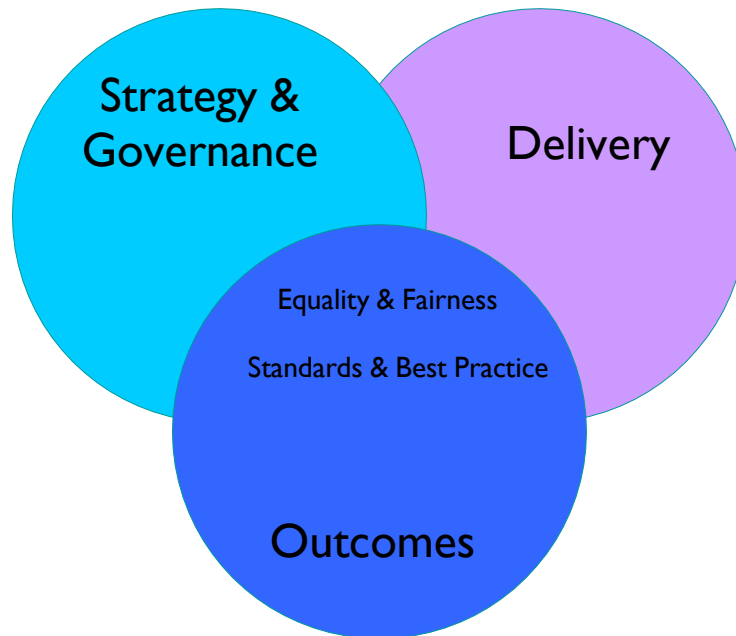 Strategy &
Governance
Delivery
Equality & Fairness
Standards & Best Practice
Outcomes